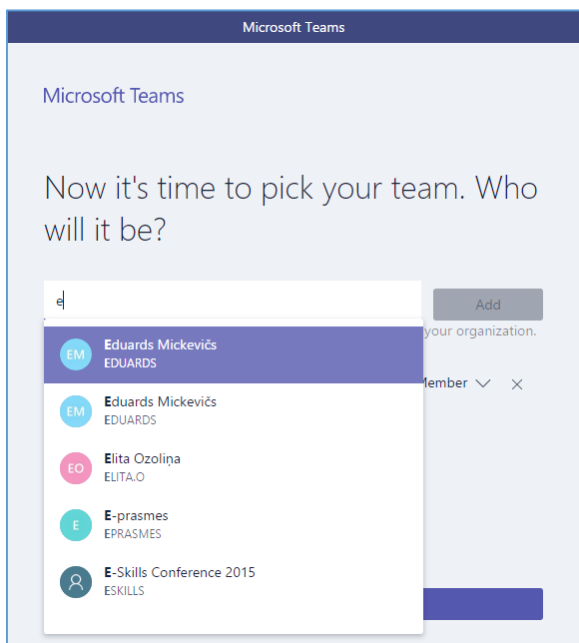 Microsoft Teams
Microsoft Teams
Now it's time to pick your team. Who
will it be?
e
Add
your organization.
EM
Eduards Mickevičs
EDUARDS
Member
EM
Eduards Mickevičs
EDUARDS
EO
Elita Ozoliņa
ELITA.O
E
E-prasmes
EPRASMES
E-Skills Conference 2015
ESKILLS